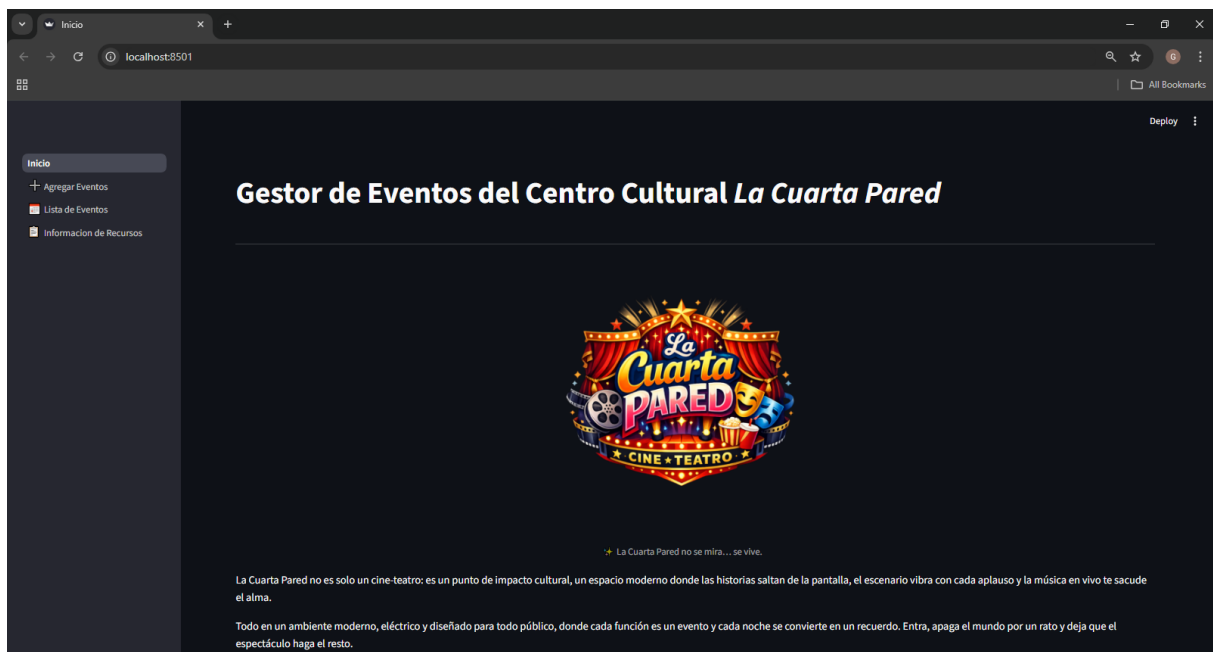 Inicio
localhost:8501
G
All Bookmarks
Deploy
Inicio
Agregar Eventos
Lista de Eventos
Informacion de Recursos
Gestor de Eventos del Centro Cultural La Cuarta Pared
La
Cuarta
PARED
CINE★TEATRO
✨ La Cuarta Pared no se mira... se vive.
La Cuarta Pared no es solo un cine-teatro: es un punto de impacto cultural, un espacio moderno donde las historias saltan de la pantalla, el escenario vibra con cada aplauso y la música en vivo te sacude
el alma.
Todo en un ambiente moderno, eléctrico y diseñado para todo público, donde cada función es un evento y cada noche se convierte en un recuerdo. Entra, apaga el mundo por un rato y deja que el
espectáculo haga el resto.